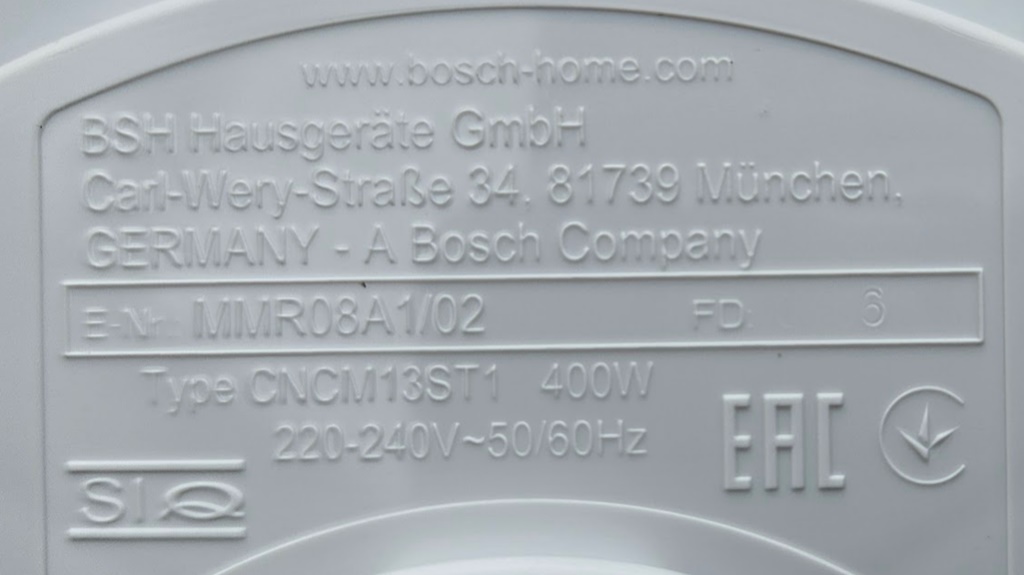 www.bosch-home.com
BSH Hausgeräte GmbH
Carl-Wery-Straße 34, 81739 München,
GERMANY - A Bosch Company
E-Nr. MMR08A1/02 FD:
Type CNCM13ST1 400W
220-240V~50/60Hz
EAC
SIQ